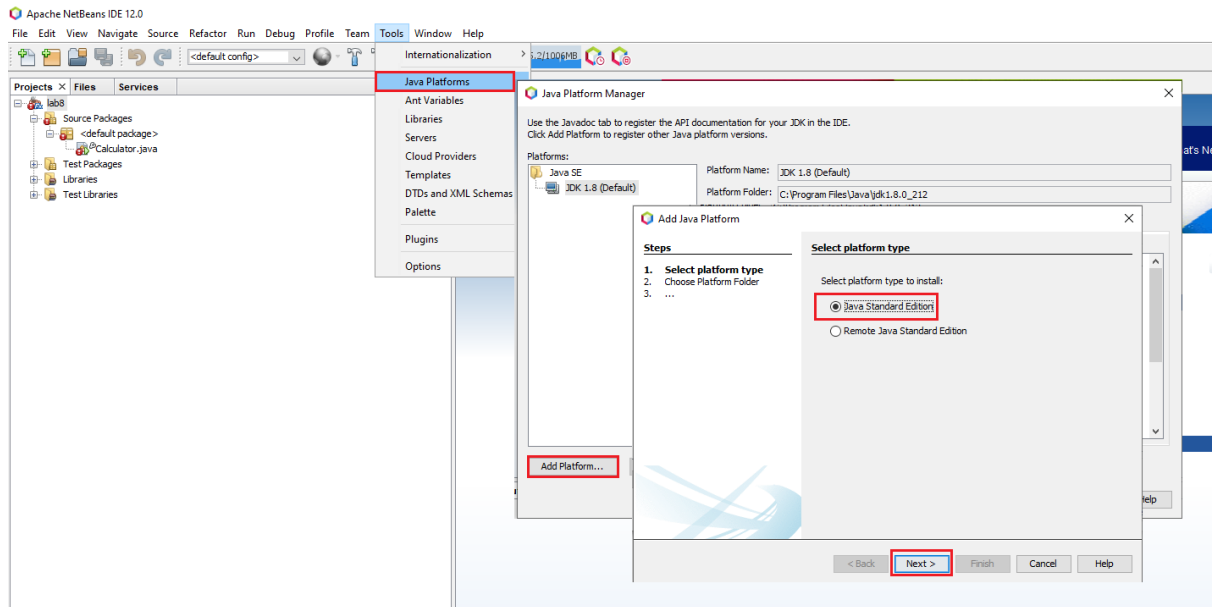 Apache NetBeans IDE 12.0
File Edit View Navigate Source Refactor Run Debug Profile Team Tools Window Help
<default config>
5.2/1006MB
Projects Files Services
lab8
Source Packages
<default package>
Calculator.java
Test Packages
Libraries
Test Libraries
Internationalization
Java Platforms
Ant Variables
Libraries
Servers
Cloud Providers
Templates
DTDs and XML Schemas
Palette
Plugins
Options
Java Platform Manager
Use the Javadoc tab to register the API documentation for your JDK in the IDE.
Click Add Platform to register other Java platform versions.
Platforms:
Java SE
JDK 1.8 (Default)
Platform Name: JDK 1.8 (Default)
Platform Folder: C:\Program Files\Java\jdk1.8.0_212
Add Platform...
Help
Add Java Platform
Steps
1. Select platform type
2. Choose Platform Folder
3. ...
Select platform type
Select platform type to install:
Java Standard Edition
Remote Java Standard Edition
< Back Next > Finish Cancel Help
at's Ne